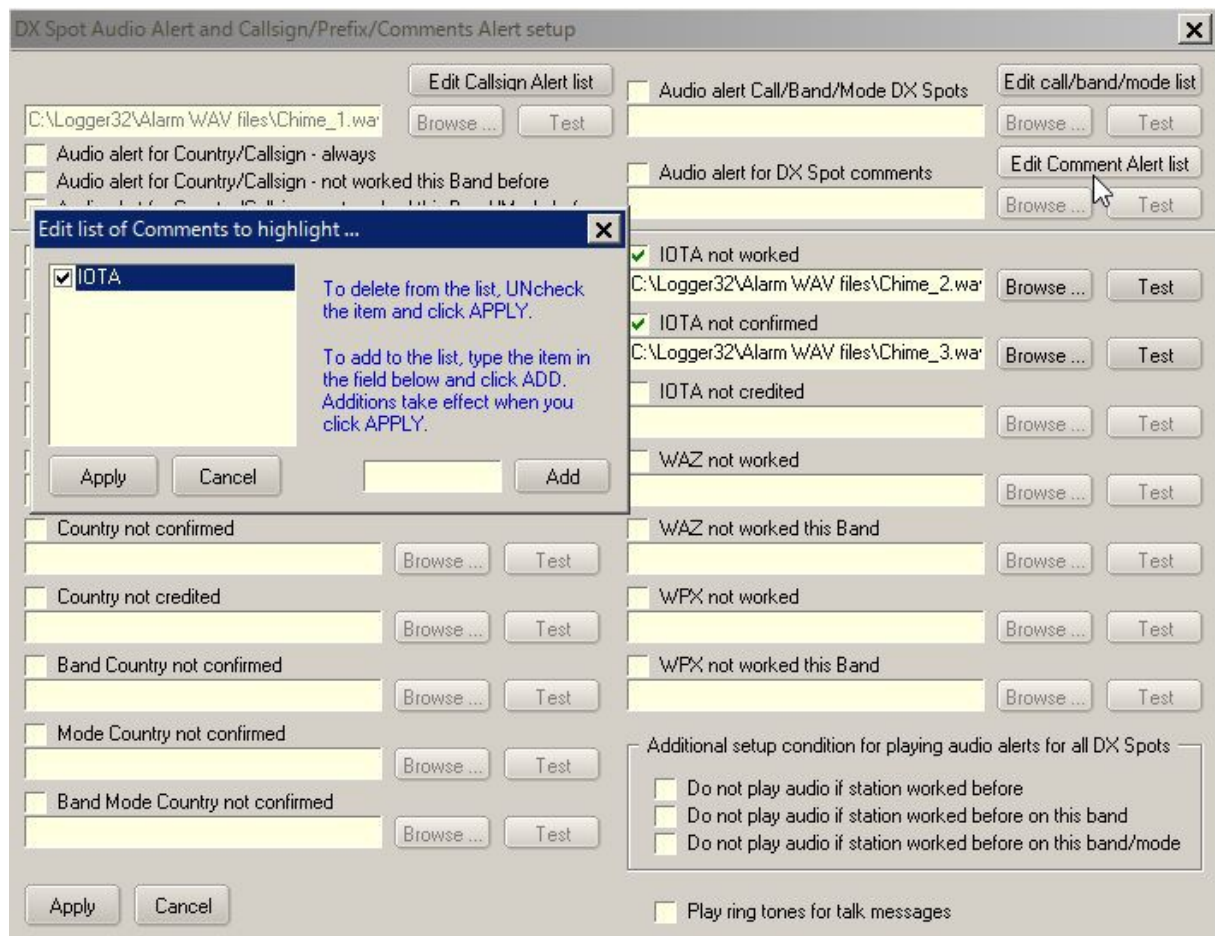 DX Spot Audio Alert and Callsign/Prefix/Comments Alert setup
Edit Callsign Alert list
C:\Logger32\Alarm WAV files\Chime_1.wa
Browse ...
Test
Audio alert for Country/Callsign - always
Audio alert for Country/Callsign - not worked this Band before
Audio alert Call/Band/Mode DX Spots
Edit call/band/mode list
Browse ...
Test
Audio alert for DX Spot comments
Edit Comment Alert list
Browse ...
Test
Edit list of Comments to highlight ...
IOTA
To delete from the list, UNcheck
the item and click APPLY.
To add to the list, type the item in
the field below and click ADD.
Additions take effect when you
click APPLY.
Apply
Cancel
Add
Country not confirmed
Browse ...
Test
Country not credited
Browse ...
Test
Band Country not confirmed
Browse ...
Test
Mode Country not confirmed
Browse ...
Test
Band Mode Country not confirmed
Browse ...
Test
Apply
Cancel
IOTA not worked
C:\Logger32\Alarm WAV files\Chime_2.wa
Browse ...
Test
IOTA not confirmed
C:\Logger32\Alarm WAV files\Chime_3.wa
Browse ...
Test
IOTA not credited
Browse ...
Test
WAZ not worked
Browse ...
Test
WAZ not worked this Band
Browse ...
Test
WPX not worked
Browse ...
Test
WPX not worked this Band
Browse ...
Test
Additional setup condition for playing audio alerts for all DX Spots
Do not play audio if station worked before
Do not play audio if station worked before on this band
Do not play audio if station worked before on this band/mode
Play ring tones for talk messages